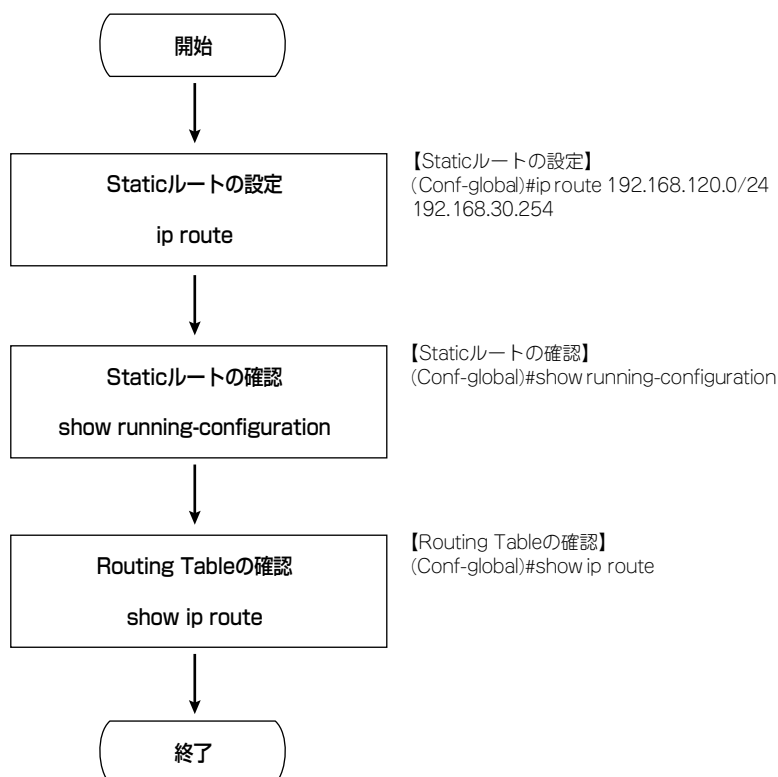 開始
Staticルートの設定
ip route
【Staticルートの設定】
(Conf-global)#ip route 192.168.120.0/24
192.168.30.254
Staticルートの確認
show running-configuration
【Staticルートの確認】
(Conf-global)#show running-configuration
Routing Tableの確認
show ip route
【Routing Tableの確認】
(Conf-global)#show ip route
終了